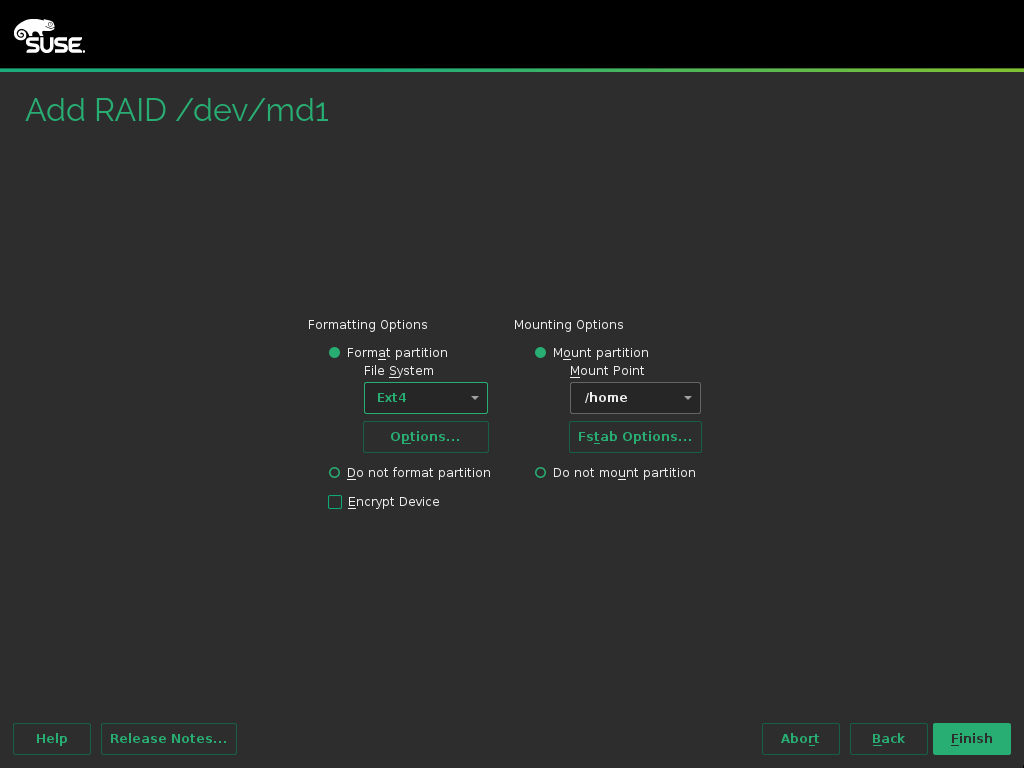 SUSE.
Add RAID /dev/md1
Formatting Options
Format partition
File System
Ext4
Options...
Do not format partition
Encrypt Device
Mounting Options
Mount partition
Mount Point
/home
Fstab Options...
Do not mount partition
Help
Release Notes...
Abort
Back
Finish